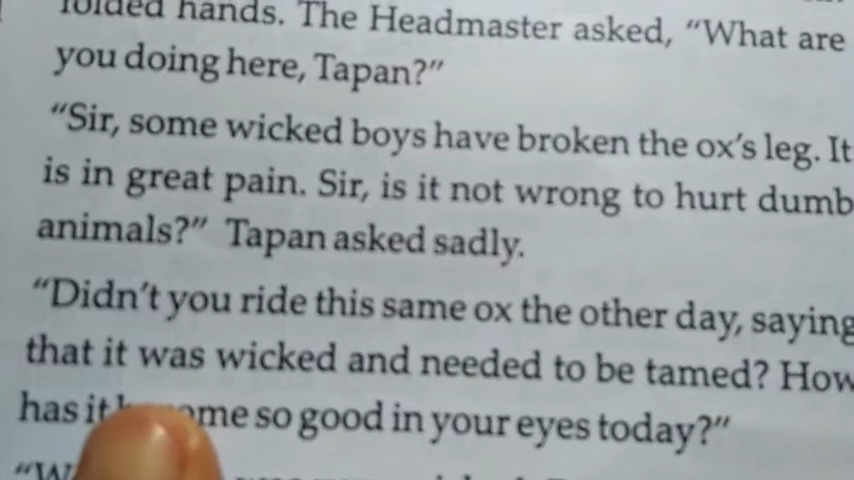 folded hands. The Headmaster asked, “What are
you doing here, Tapan?”
“Sir, some wicked boys have broken the ox’s leg. It
is in great pain. Sir, is it not wrong to hurt dumb
animals?” Tapan asked sadly.
“Didn’t you ride this same ox the other day, saying
that it was wicked and needed to be tamed? How
has it so good in your eyes today?”